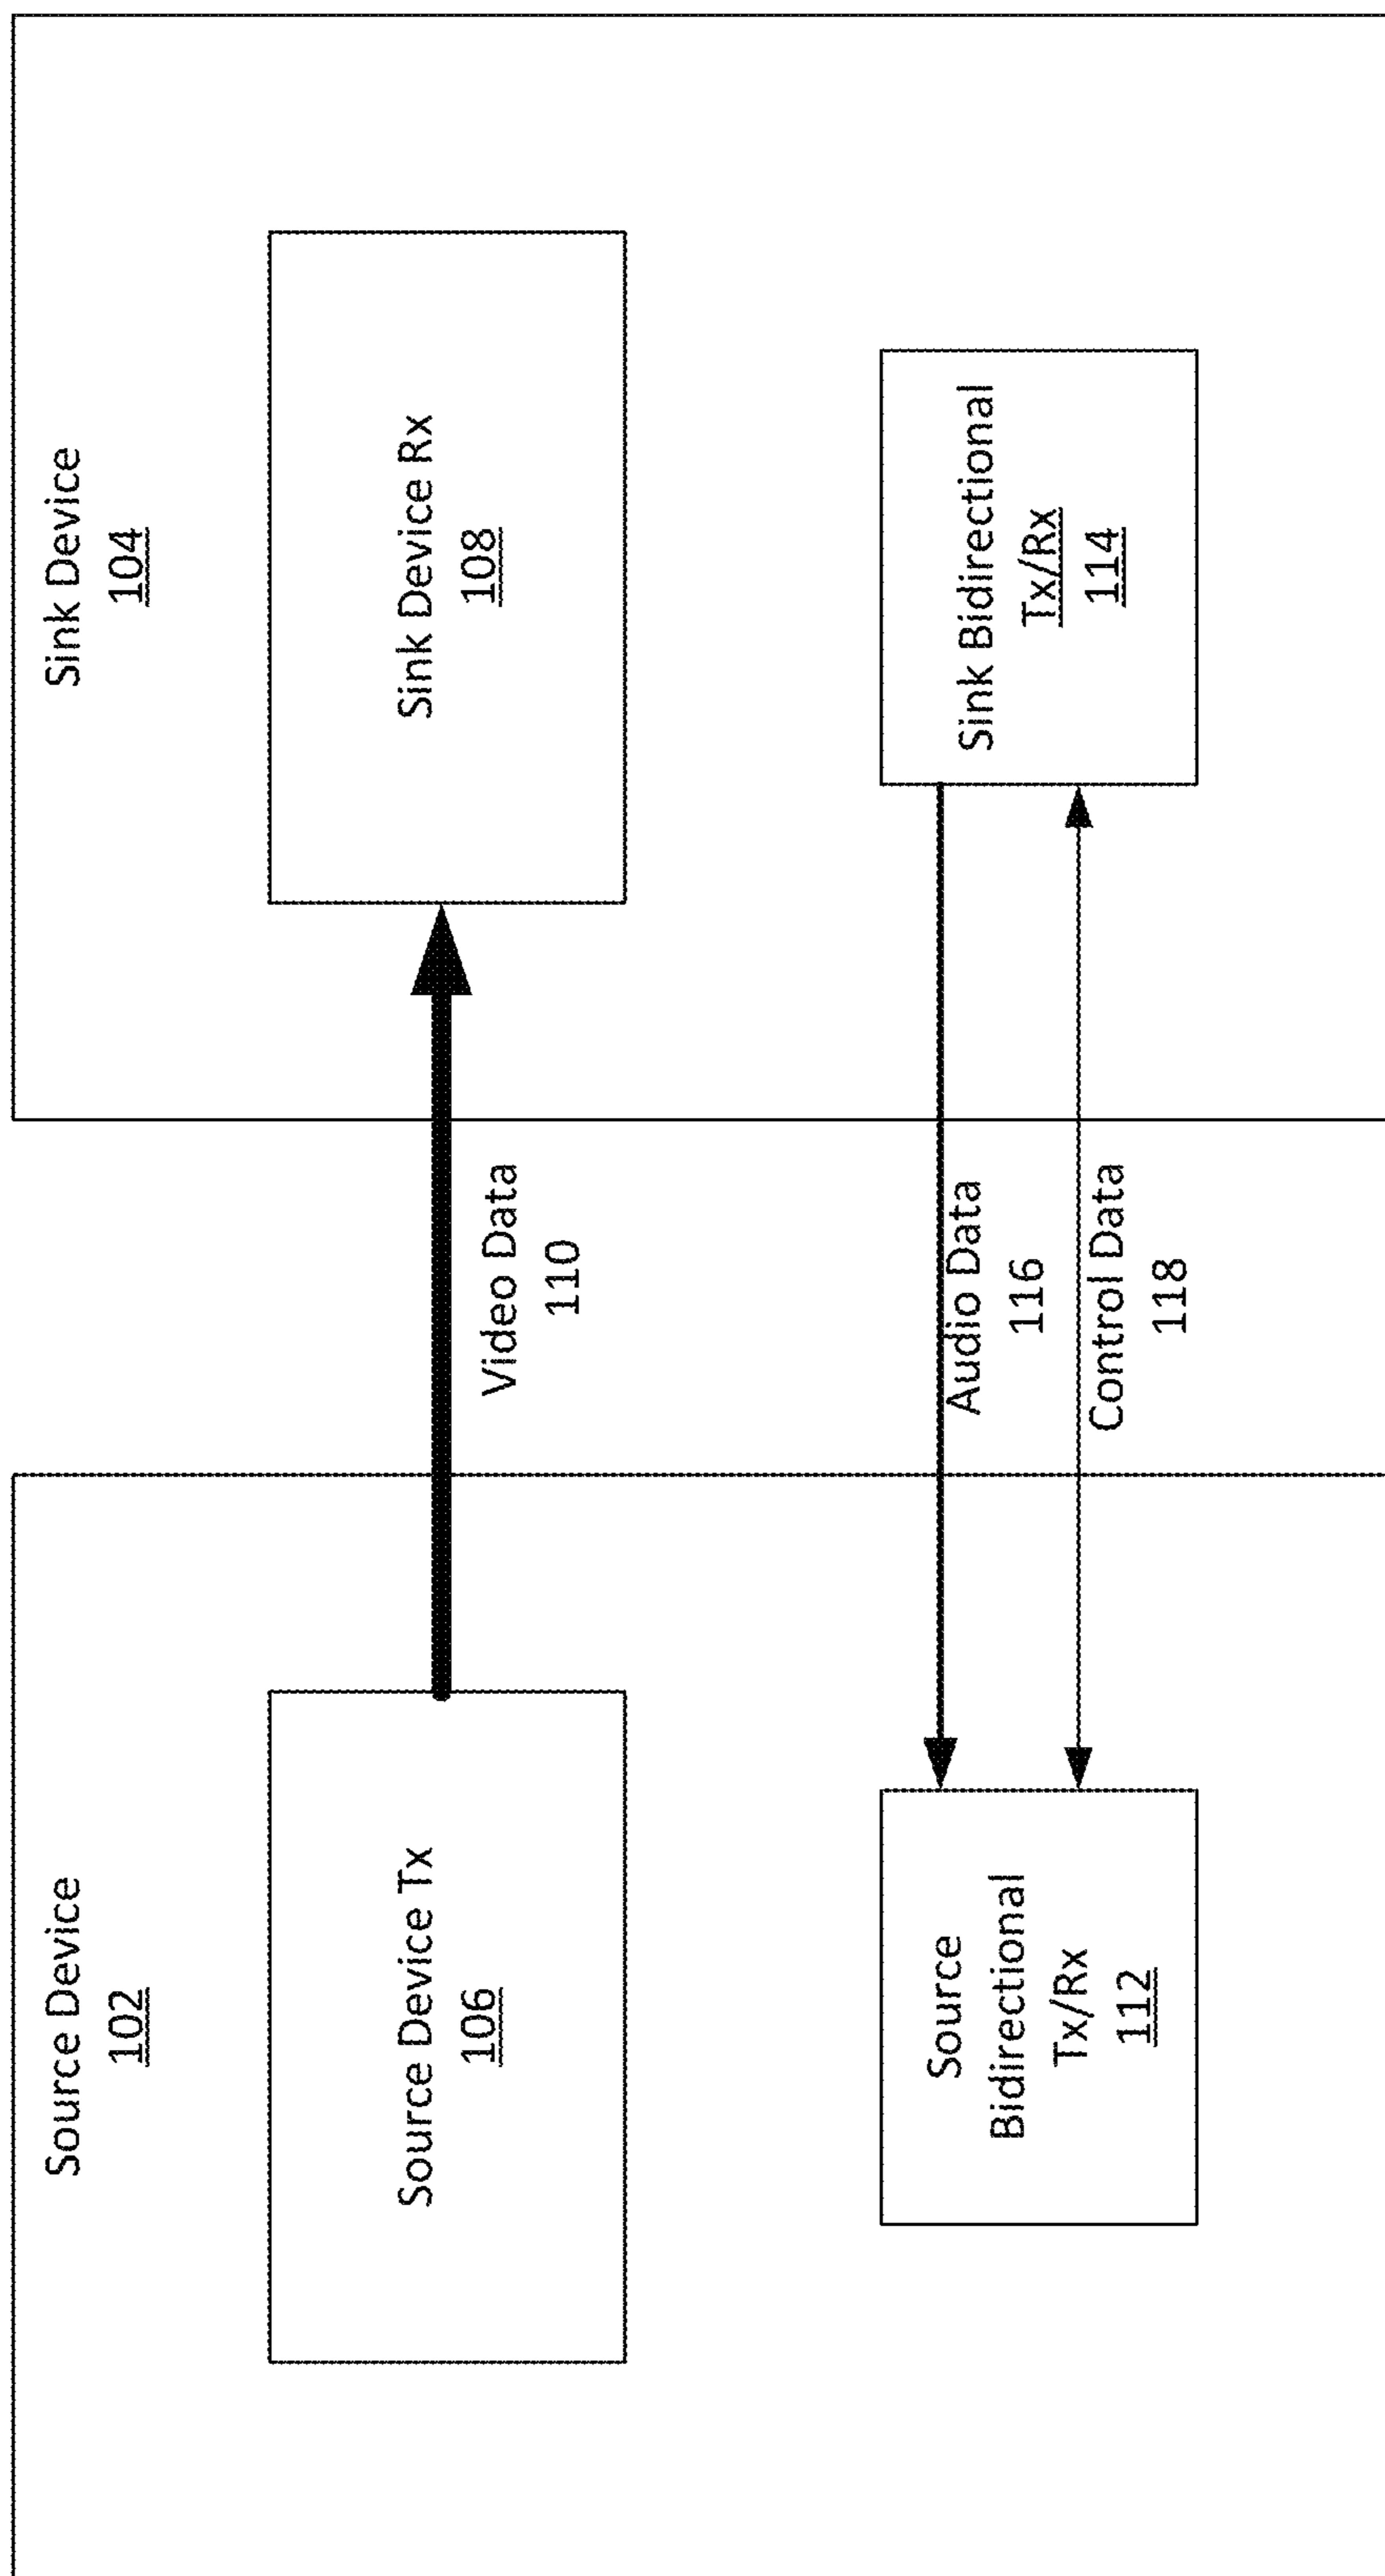 Source Device
102
Source Device Tx
106
Source
Bidirectional
Tx/Rx
112
Video Data
110
Audio Data
116
Control Data
118
Sink Device
104
Sink Device Rx
108
Sink Bidirectional
Tx/Rx
114